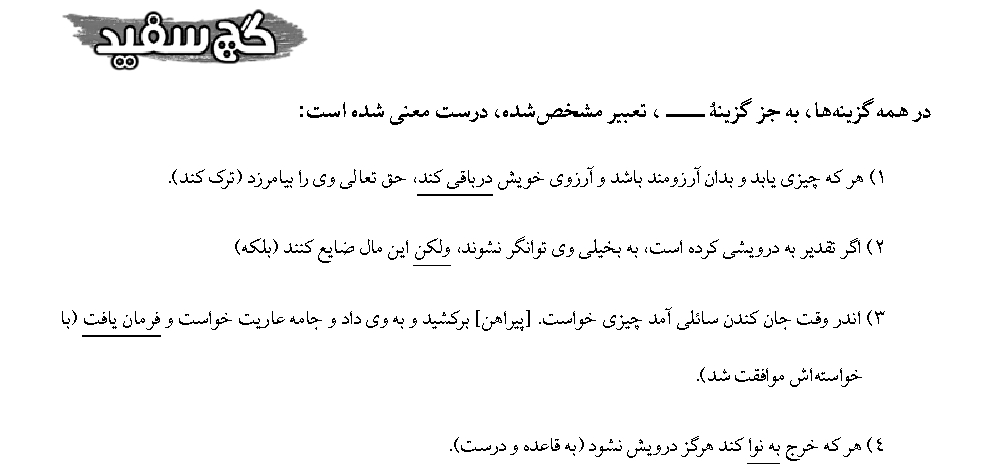 گچ سفید
در همه گزینه‌ها، به جز گزینۀ ____ ، تعبیر مشخص‌شده، درست معنی شده است:
۱) هر که چیزی یابد و بدان آرزومند باشد و آرزوی خویش درباقی کند، حق تعالی وی را بیامرزد (ترک کند).
۲) اگر تقدیر به درویشی کرده است، به بخیلی وی توانگر نشوند، ولکن این مال ضایع کنند (بلکه)
۳) اندر وقت جان کندن سائلی آمد چیزی خواست. [پیراهن] برکشید و به وی داد و جامه عاریت خواست و فرمان یافت (با
خواسته‌اش موافقت شد).
٤) هر که خرج به نوا کند هرگز درویش نشود (به قاعده و درست).